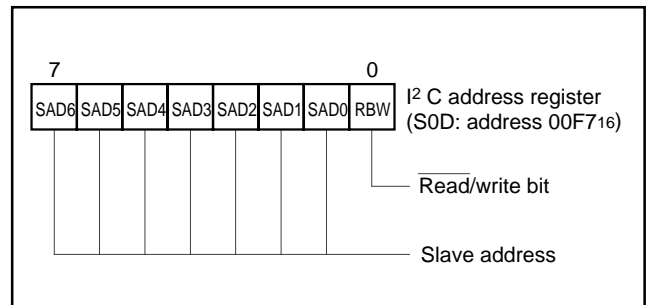 7 0
SAD6 SAD5 SAD4 SAD3 SAD2 SAD1 SAD0 RBW
I2 C address register
(S0D: address 00F716)
Read/write bit
Slave address